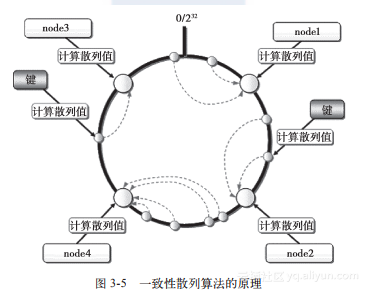 0/2³²
node3
node1
计算散列值
计算散列值
键
键
计算散列值
计算散列值
计算散列值
计算散列值
node4
node2
云栖社区 yq.aliyun.com
图 3-5 一致性散列算法的原理